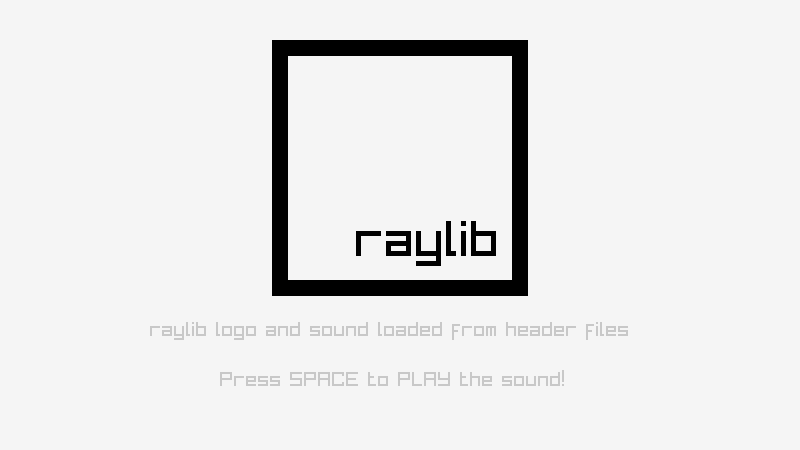 raylib
raylib logo and sound loaded from header files
Press SPACE to PLAY the sound!